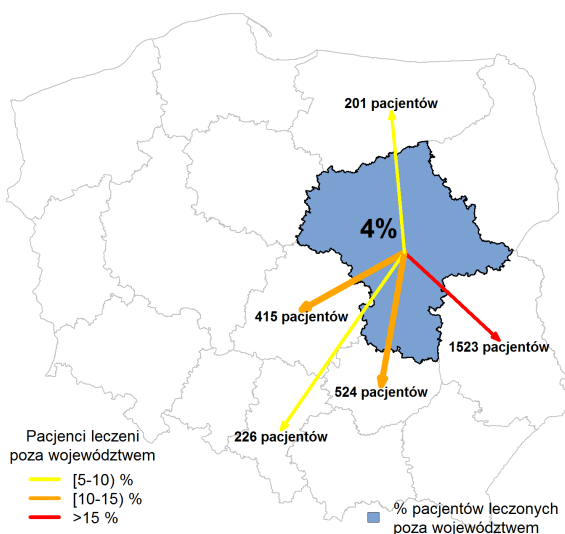 201 pacjentów
4%
415 pacjentów
1523 pacjentów
524 pacjentów
226 pacjentów
Pacjenci leczeni
poza województwem
[5-10) %
[10-15) %
>15 %
% pacjentów leczonych
poza województwem